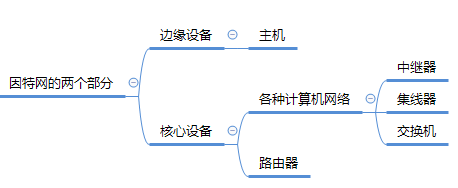 因特网的两个部分
边缘设备
主机
核心设备
各种计算机网络
中继器
集线器
交换机
路由器